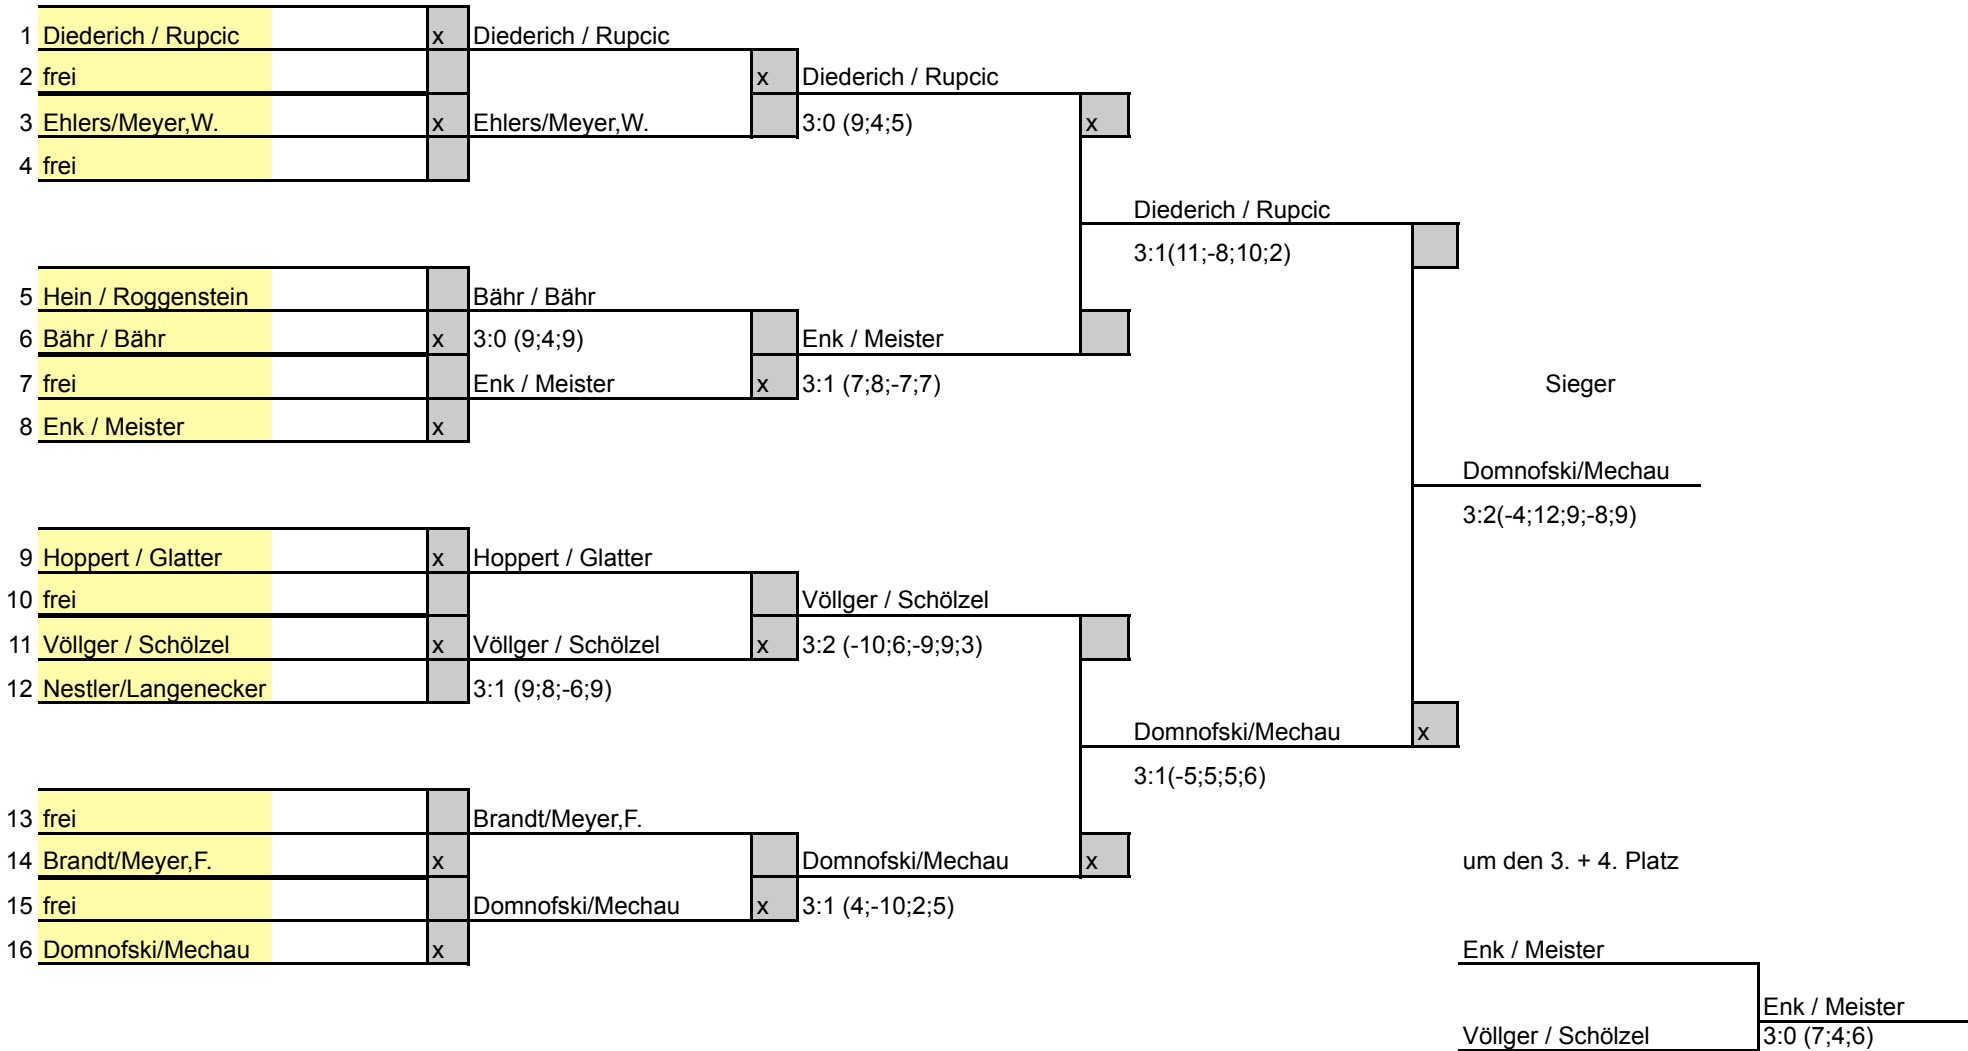 1 Diederich / Rupcic x Diederich / Rupcic
2 frei x Diederich / Rupcic
3 Ehlers/Meyer,W. x Ehlers/Meyer,W. 3:0 (9;4;5) x
4 frei
Diederich / Rupcic
3:1(11;-8;10;2)
5 Hein / Roggenstein Bähr / Bähr
6 Bähr / Bähr x 3:0 (9;4;9) Enk / Meister
7 frei Enk / Meister x 3:1 (7;8;-7;7) Sieger
8 Enk / Meister x
Domnofski/Mechau
3:2(-4;12;9;-8;9)
9 Hoppert / Glatter x Hoppert / Glatter
10 frei Völlger / Schölzel
11 Völlger / Schölzel x Völlger / Schölzel x 3:2 (-10;6;-9;9;3)
12 Nestler/Langenecker 3:1 (9;8;-6;9)
Domnofski/Mechau x
3:1(-5;5;5;6)
13 frei Brandt/Meyer,F.
14 Brandt/Meyer,F. x Domnofski/Mechau x um den 3. + 4. Platz
15 frei Domnofski/Mechau x 3:1 (4;-10;2;5)
16 Domnofski/Mechau x Enk / Meister
Enk / Meister
Völlger / Schölzel 3:0 (7;4;6)